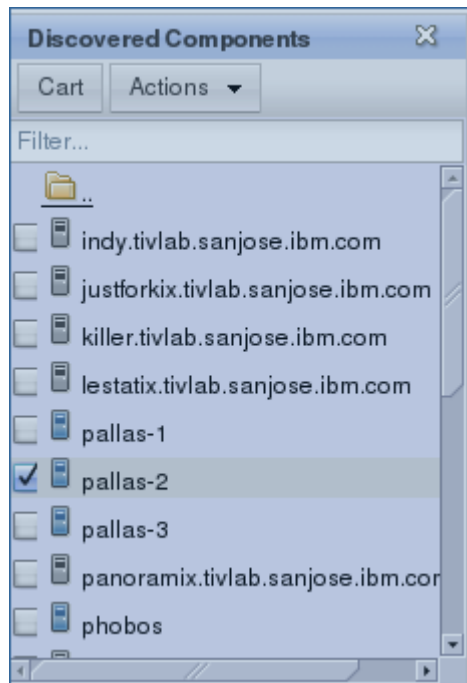 Discovered Components
Cart Actions
Filter...
..
indy.tivlab.sanjose.ibm.com
justforkix.tivlab.sanjose.ibm.com
killer.tivlab.sanjose.ibm.com
lestatix.tivlab.sanjose.ibm.com
pallas-1
pallas-2
pallas-3
panoramix.tivlab.sanjose.ibm.cor
phobos